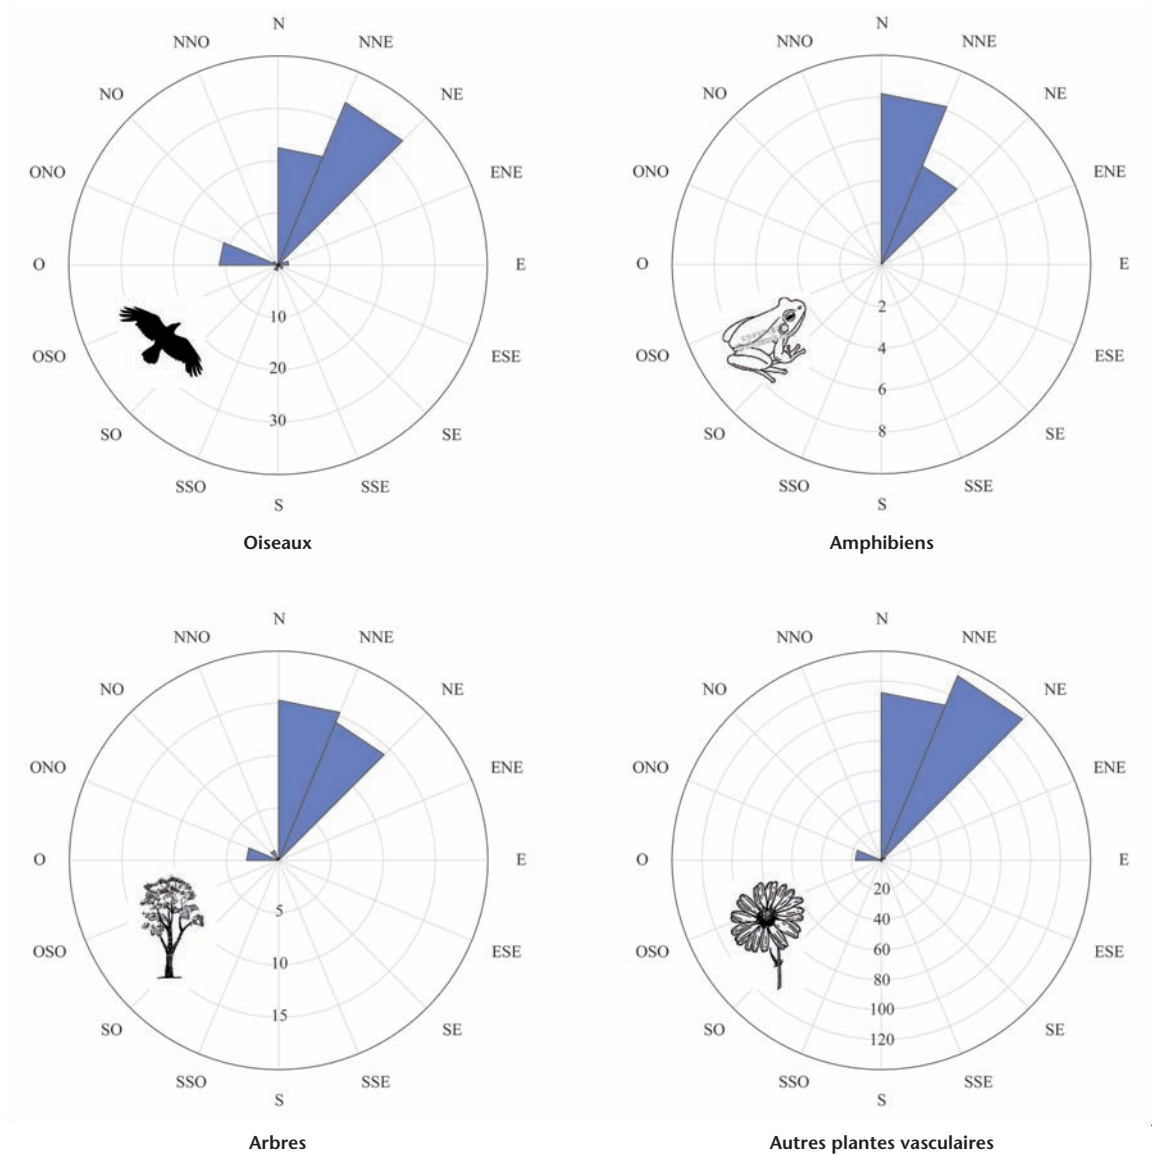 N
N
NNO
NNE
NNO
NNE
NO
NE
NO
NE
ONO
ENE
ONO
ENE
O
E
O
E
2
10
OSO
ESE
4
OSO
ESE
20
6
30
8
SO
SE
SO
SE
SSO
SSE
SSO
SSE
S
S
Oiseaux
Amphibiens
N
N
NNO
NNE
NNO
NNE
NO
NE
NO
NE
ONO
ENE
ONO
ENE
O
E
O
E
20
5
40
OSO
ESE
60
OSO
ESE
10
80
15
100
SO
SE
120
SO
SE
SSO
SSE
SSO
SSE
S
S
Arbres
Autres plantes vasculaires